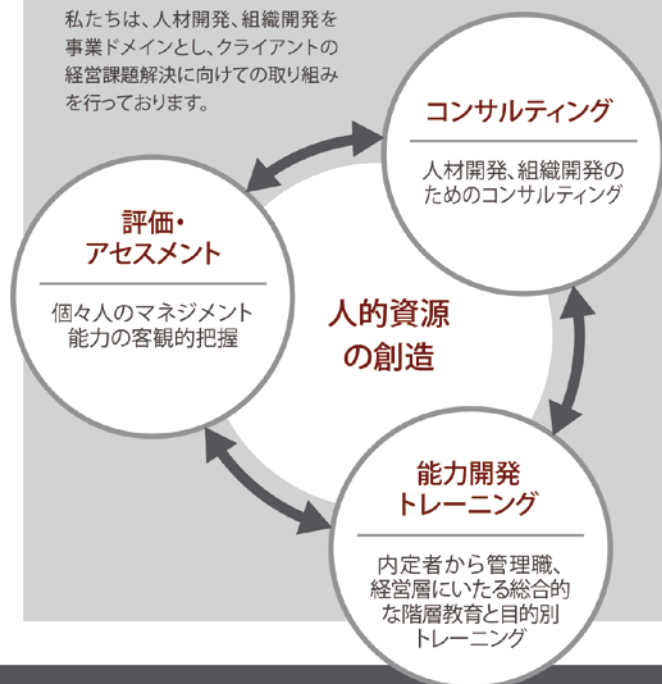 私たちは、人材開発、組織開発を
事業ドメインとし、クライアントの
経営課題解決に向けての取り組み
を行っております。
コンサルティング
人材開発、組織開発の
ためのコンサルティング
評価・
アセスメント
個々人のマネジメント
能力の客観的把握
人的資源
の創造
能力開発
トレーニング
内定者から管理職、
経営層にいたる総合的
な階層教育と目的別
トレーニング